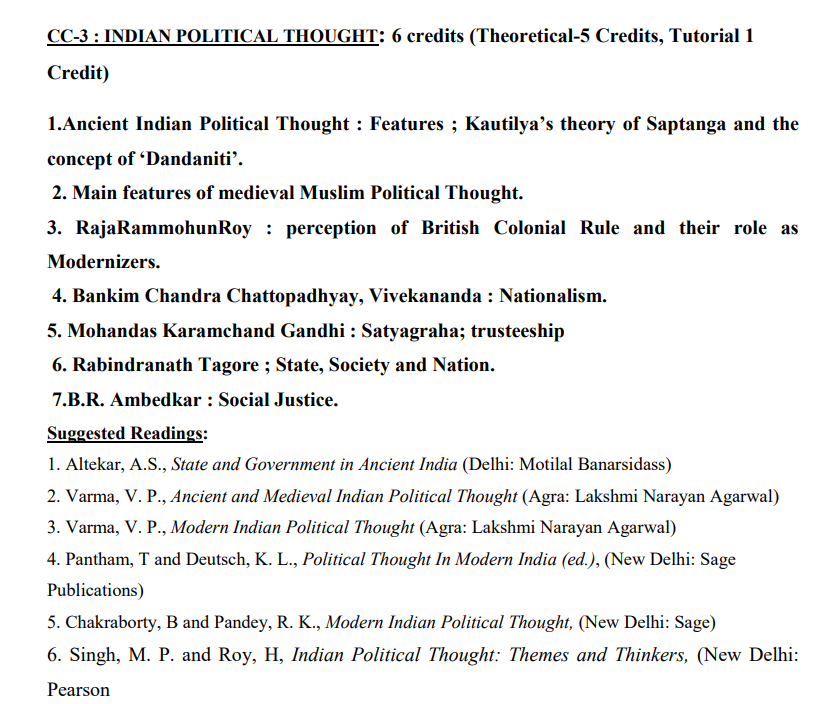 CC-3 : INDIAN POLITICAL THOUGHT: 6 credits (Theoretical-5 Credits, Tutorial 1
Credit)
1.Ancient Indian Political Thought : Features ; Kautilya’s theory of Saptanga and the
concept of ‘Dandaniti’.
2. Main features of medieval Muslim Political Thought.
3. RajaRammohunRoy : perception of British Colonial Rule and their role as
Modernizers.
4. Bankim Chandra Chattopadhyay, Vivekananda : Nationalism.
5. Mohandas Karamchand Gandhi : Satyagraha; trusteeship
6. Rabindranath Tagore ; State, Society and Nation.
7.B.R. Ambedkar : Social Justice.
Suggested Readings:
1. Altekar, A.S., State and Government in Ancient India (Delhi: Motilal Banarsidass)
2. Varma, V. P., Ancient and Medieval Indian Political Thought (Agra: Lakshmi Narayan Agarwal)
3. Varma, V. P., Modern Indian Political Thought (Agra: Lakshmi Narayan Agarwal)
4. Pantham, T and Deutsch, K. L., Political Thought In Modern India (ed.), (New Delhi: Sage
Publications)
5. Chakraborty, B and Pandey, R. K., Modern Indian Political Thought, (New Delhi: Sage)
6. Singh, M. P. and Roy, H, Indian Political Thought: Themes and Thinkers, (New Delhi:
Pearson